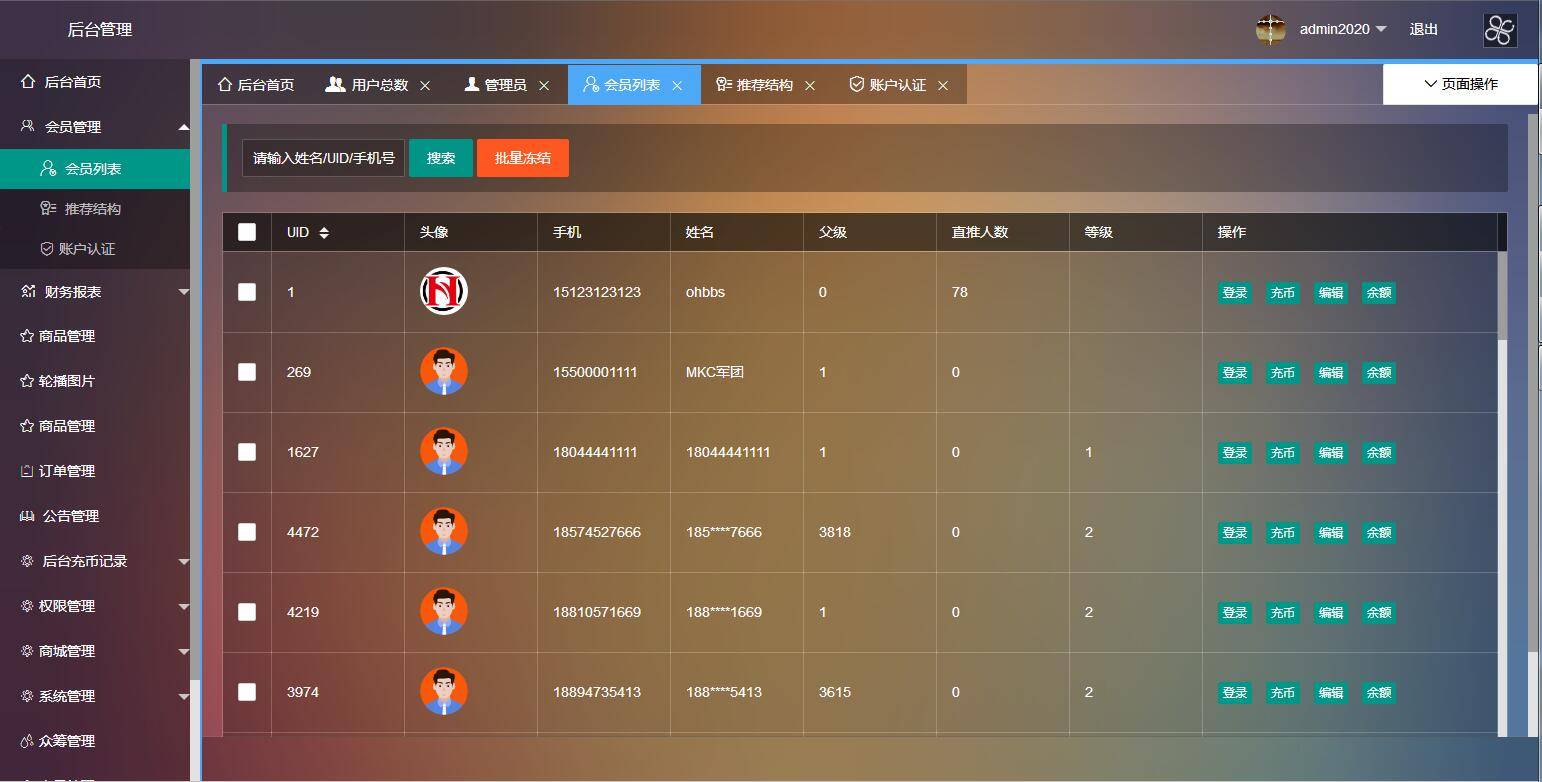 后台管理
admin2020
退出
后台首页
会员管理
会员列表
推荐结构
账户认证
财务报表
商品管理
轮播图片
商品管理
订单管理
公告管理
后台充币记录
权限管理
商城管理
系统管理
众筹管理
后台首页 用户总数 管理员 会员列表 推荐结构 账户认证 页面操作
请输入姓名/UID/手机号 搜索 批量冻结
UID 头像 手机 姓名 父级 直推人数 等级 操作
1 15123123123 ohbbs 0 78 登录 充币 编辑 余额
269 15500001111 MKC军团 1 0 登录 充币 编辑 余额
1627 18044441111 18044441111 1 0 1 登录 充币 编辑 余额
4472 18574527666 185****7666 3818 0 2 登录 充币 编辑 余额
4219 18810571669 188****1669 1 0 2 登录 充币 编辑 余额
3974 18894735413 188****5413 3615 0 2 登录 充币 编辑 余额